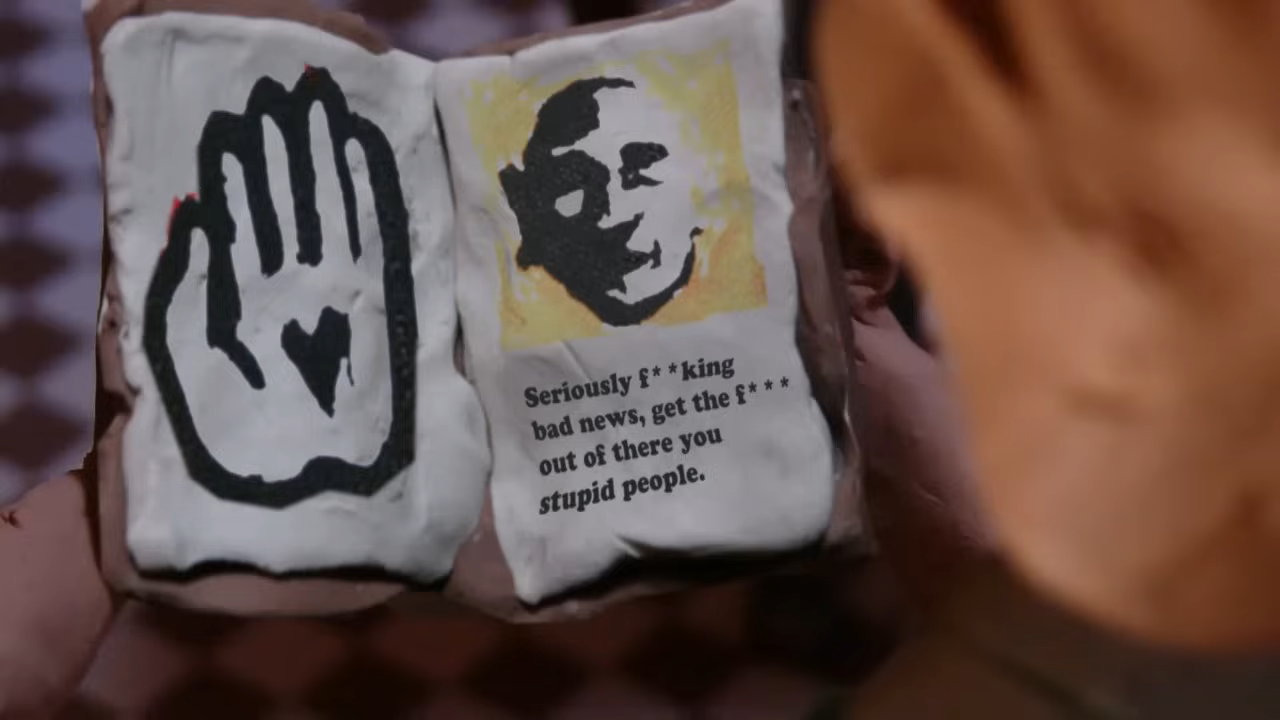 Seriously f**king
bad news, get the f***
out of there you
stupid people.